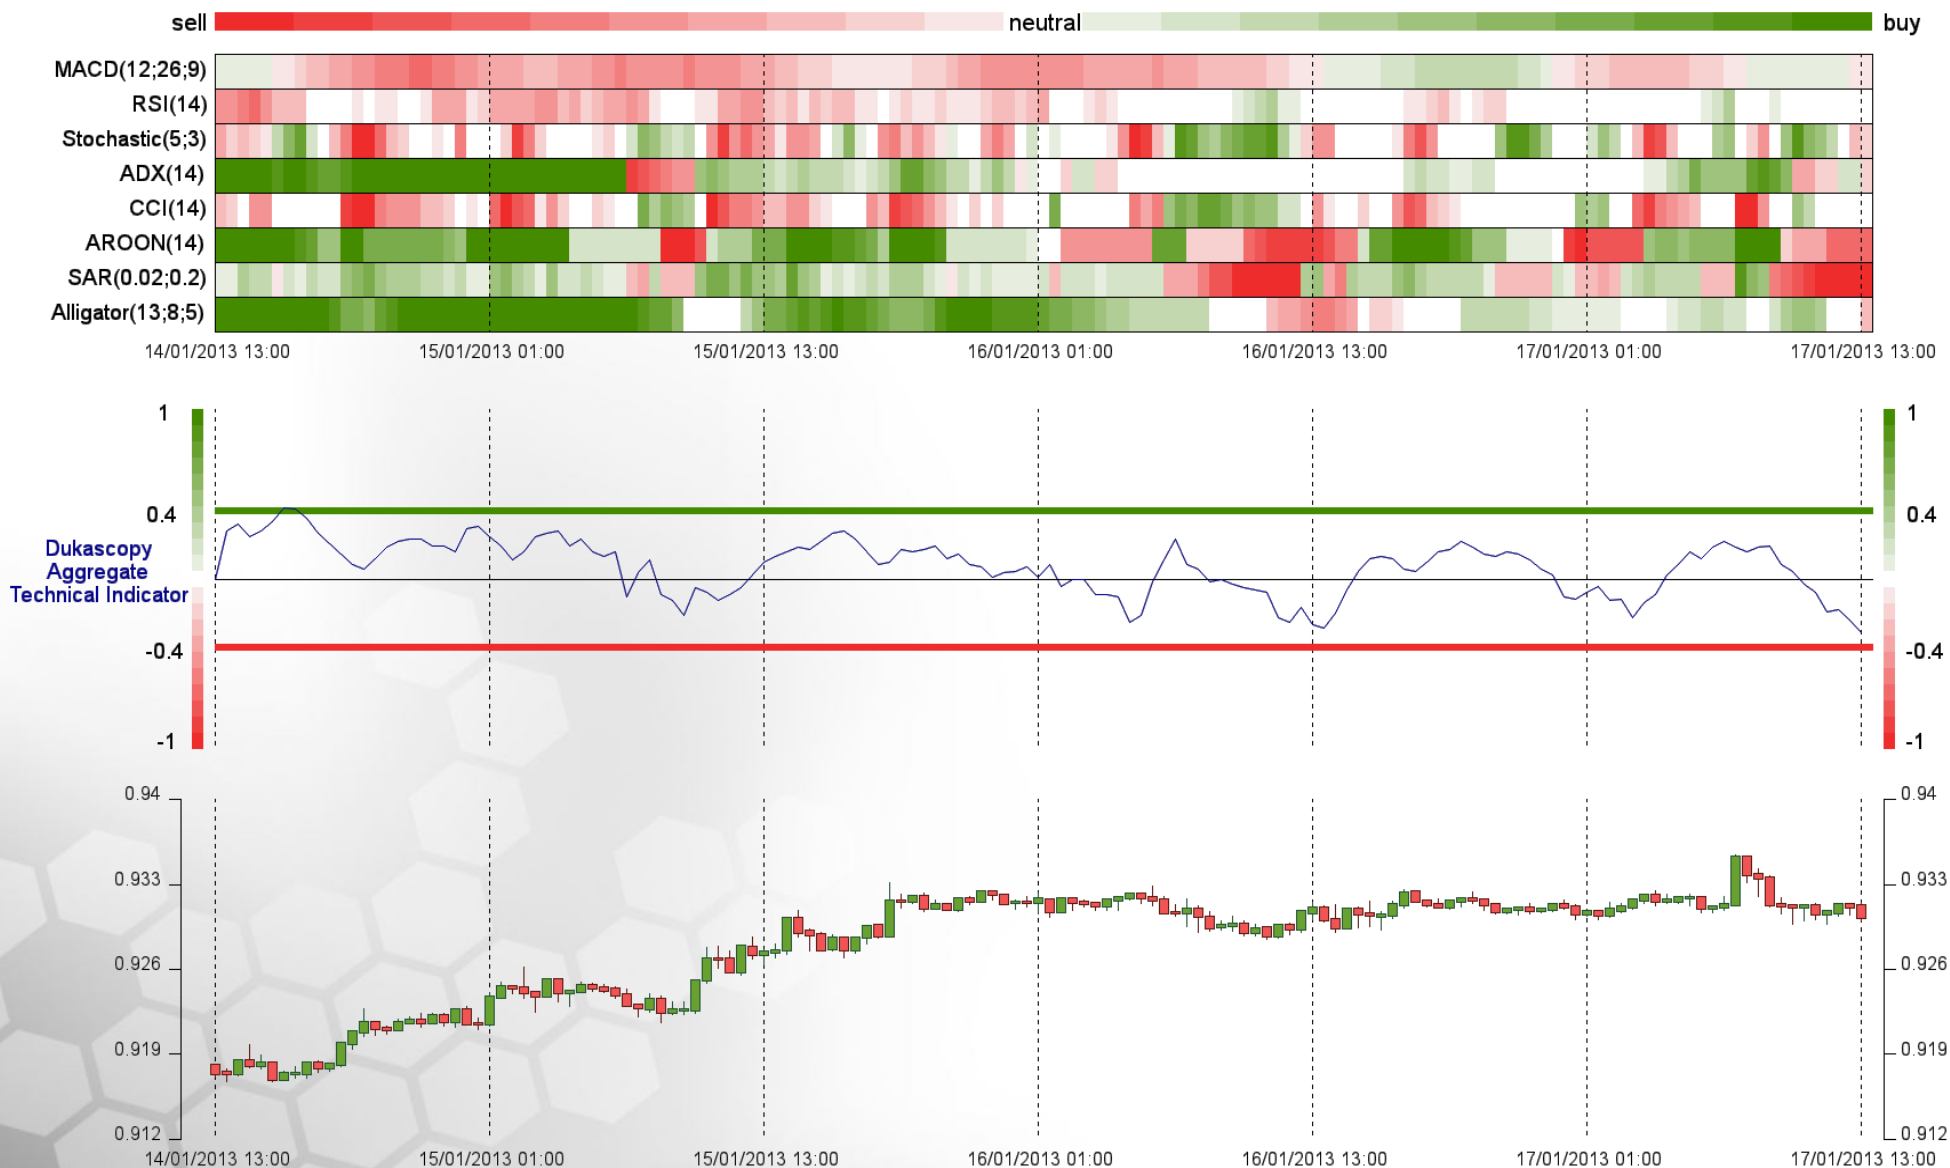 sell neutral buy
MACD(12;26;9)
RSI(14)
Stochastic(5;3)
ADX(14)
CCI(14)
AROON(14)
SAR(0.02;0.2)
Alligator(13;8;5)
14/01/2013 13:00 15/01/2013 01:00 15/01/2013 13:00 16/01/2013 01:00 16/01/2013 13:00 17/01/2013 01:00 17/01/2013 13:00
1 1
0.4 0.4
Dukascopy
Aggregate
Technical Indicator
-0.4 -0.4
-1 -1
0.94 0.94
0.933 0.933
0.926 0.926
0.919 0.919
0.912 0.912
14/01/2013 13:00 15/01/2013 01:00 15/01/2013 13:00 16/01/2013 01:00 16/01/2013 13:00 17/01/2013 01:00 17/01/2013 13:00